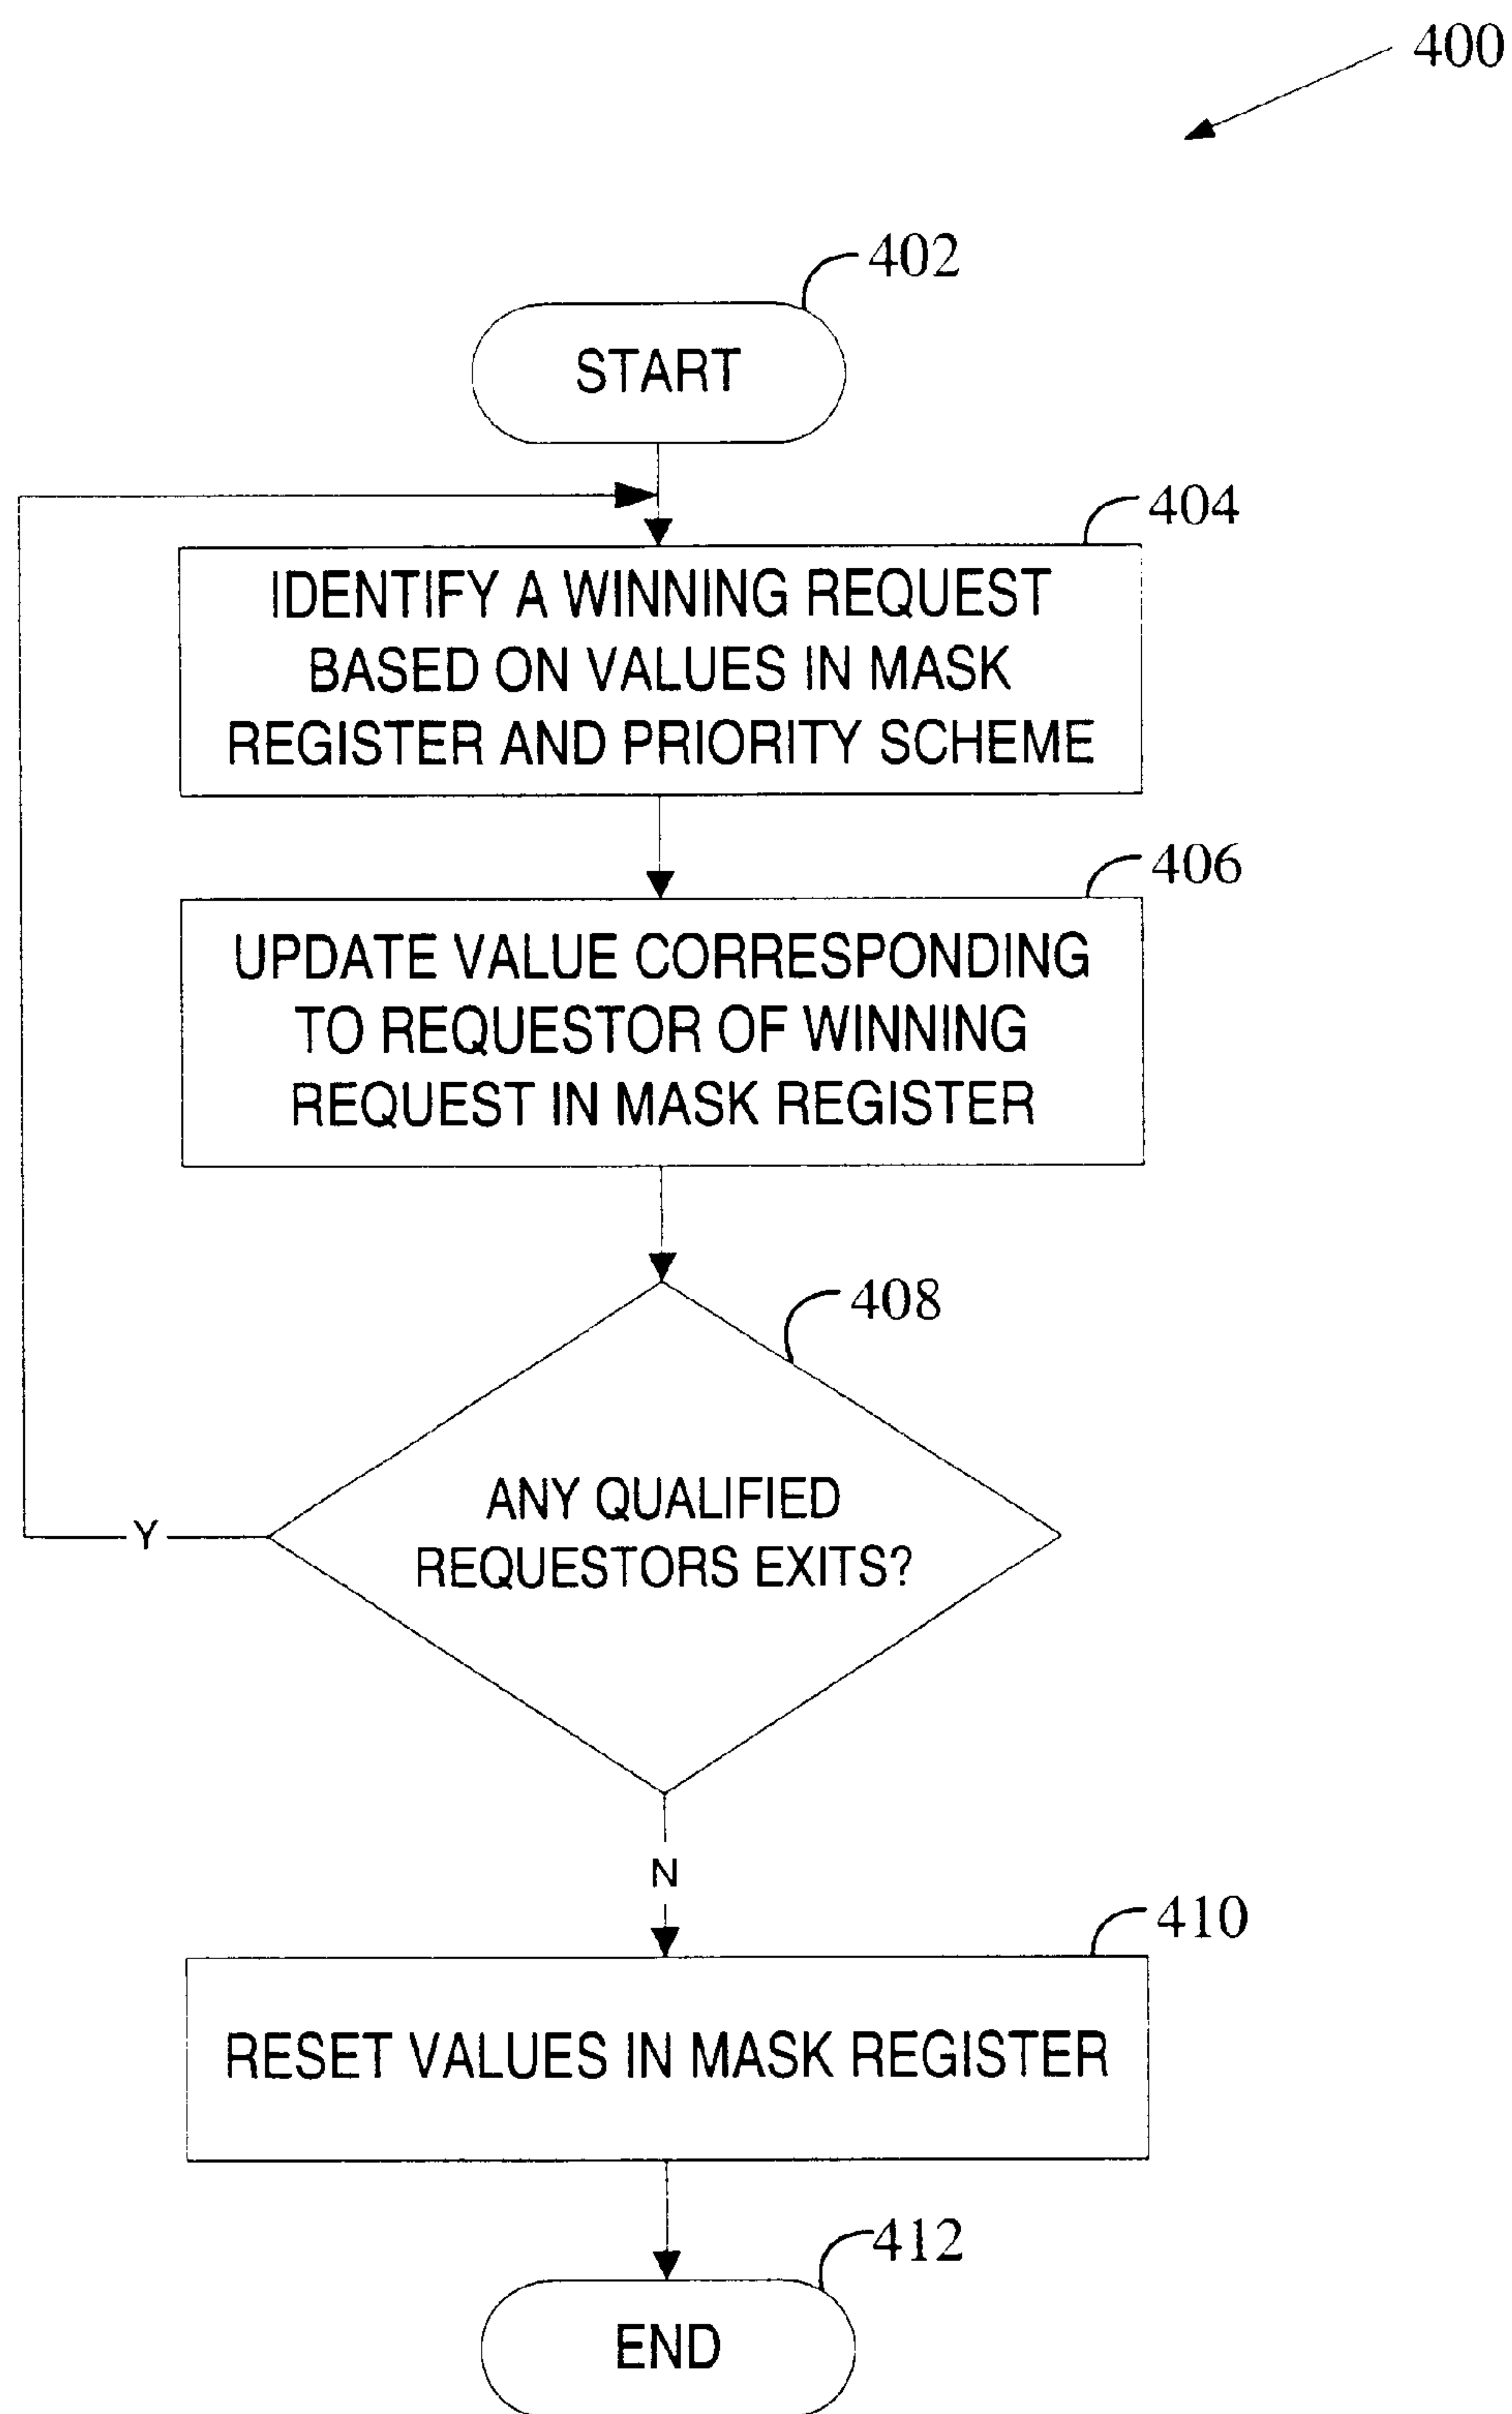 400
402
START
404
IDENTIFY A WINNING REQUEST
BASED ON VALUES IN MASK
REGISTER AND PRIORITY SCHEME
406
UPDATE VALUE CORRESPONDING
TO REQUESTOR OF WINNING
REQUEST IN MASK REGISTER
408
ANY QUALIFIED
REQUESTORS EXITS?
Y
N
410
RESET VALUES IN MASK REGISTER
412
END